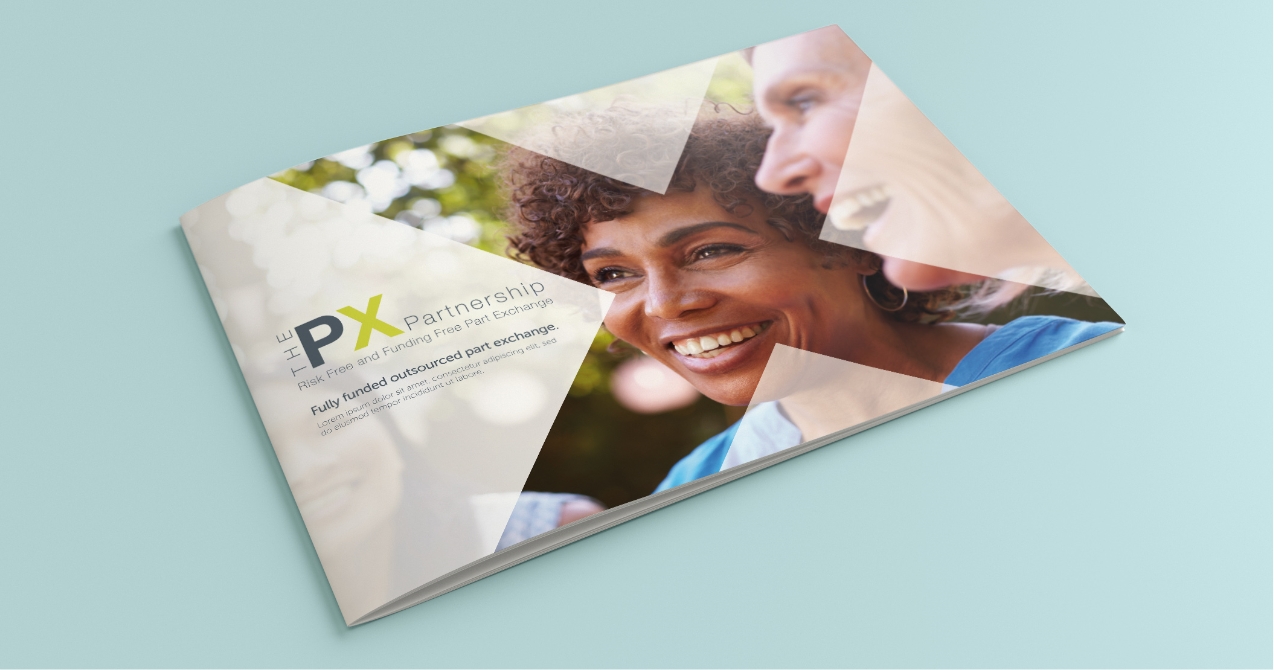 THE PX Partnership
Risk Free and Funding Free Part Exchange
Fully funded outsourced part exchange.
Lorem ipsum dolor sit amet, consectetur adipiscing elit, sed
do eiusmod tempor incididunt ut labore.